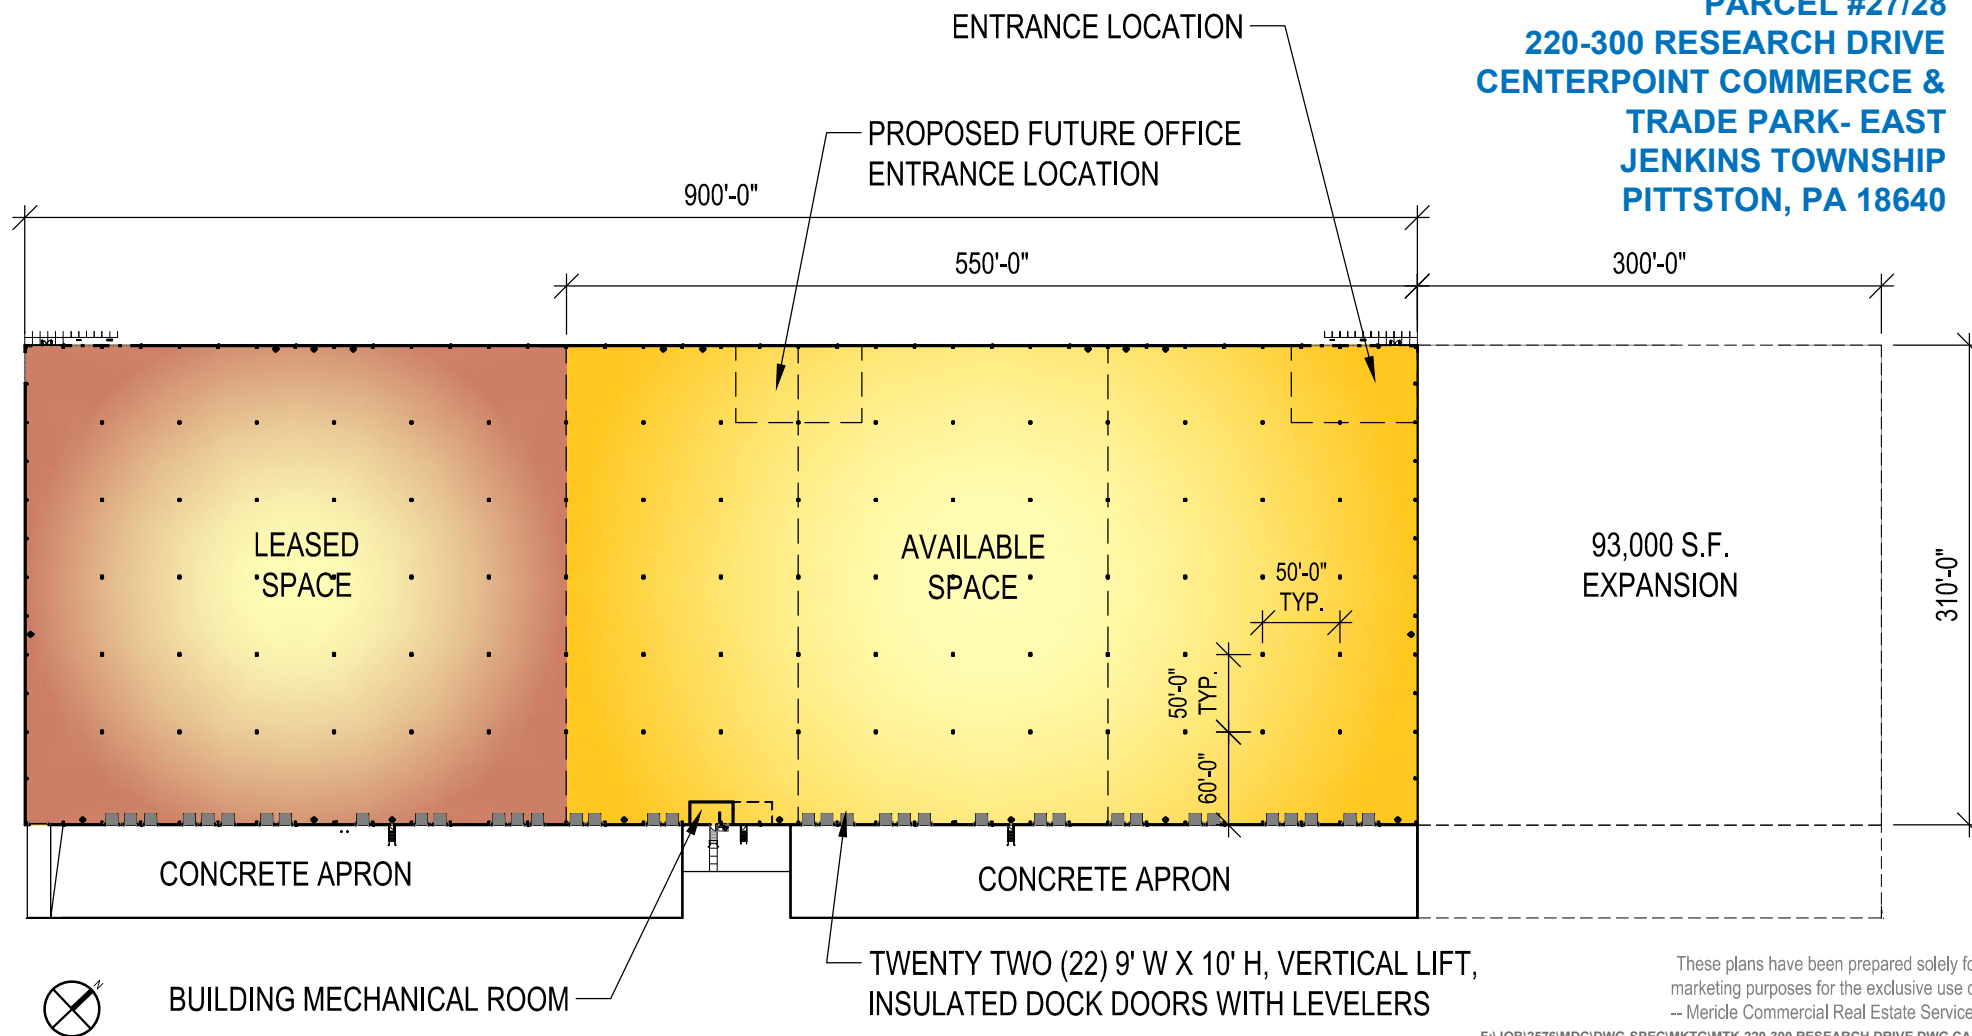 PARCEL #27/28
220-300 RESEARCH DRIVE
CENTERPOINT COMMERCE &
TRADE PARK- EAST
JENKINS TOWNSHIP
PITTSTON, PA 18640
ENTRANCE LOCATION
PROPOSED FUTURE OFFICE
ENTRANCE LOCATION
900'-0"
550'-0"
300'-0"
LEASED
SPACE
AVAILABLE
SPACE
50'-0"
TYP.
50'-0"
TYP.
60'-0"
93,000 S.F.
EXPANSION
310'-0"
CONCRETE APRON
CONCRETE APRON
N
BUILDING MECHANICAL ROOM
TWENTY TWO (22) 9' W X 10' H, VERTICAL LIFT,
INSULATED DOCK DOORS WITH LEVELERS
These plans have been prepared solely
marketing purposes for the exclusive use
-- Mericle Commercial Real Estate